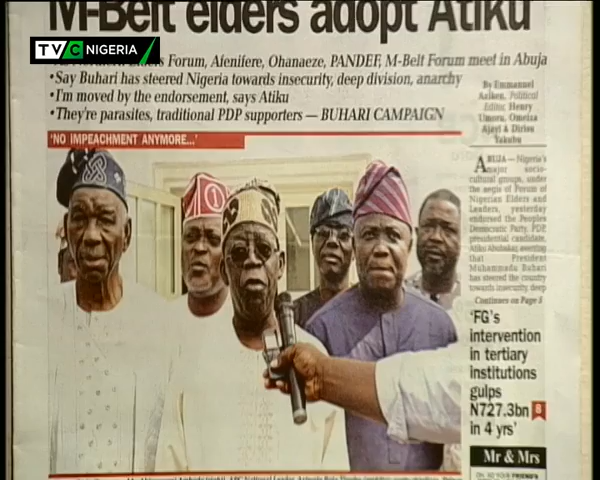 M-Belt elders adopt Atiku
TVC NIGERIA
Elders Forum, Afenifere, Ohanaeze, PANDEF, M-Belt Forum meet in Abuja
•Say Buhari has steered Nigeria towards insecurity, deep division, anarchy
•I'm moved by the endorsement, says Atiku
•They're parasites, traditional PDP supporters — BUHARI CAMPAIGN
'NO IMPEACHMENT ANYMORE...'
By Emmanuel
Aziken, Political
Editor, Henry
Umoru, Omeiza
Ajayi & Dirisu
Yakubu
ABUJA — Nigeria's
major socio-
cultural groups, under
the aegis of Forum of
Nigerian Elders and
Leaders, yesterday
endorsed the Peoples
Democratic Party, PDP,
presidential candidate,
Atiku Abubakar, asserting
that President
Muhammadu Buhari
has steered the country
towards insecurity, deep
Continues on Page 5
'FG's
intervention
in tertiary
institutions
gulps
N727.3bn 8
in 4 yrs'
Mr & Mrs